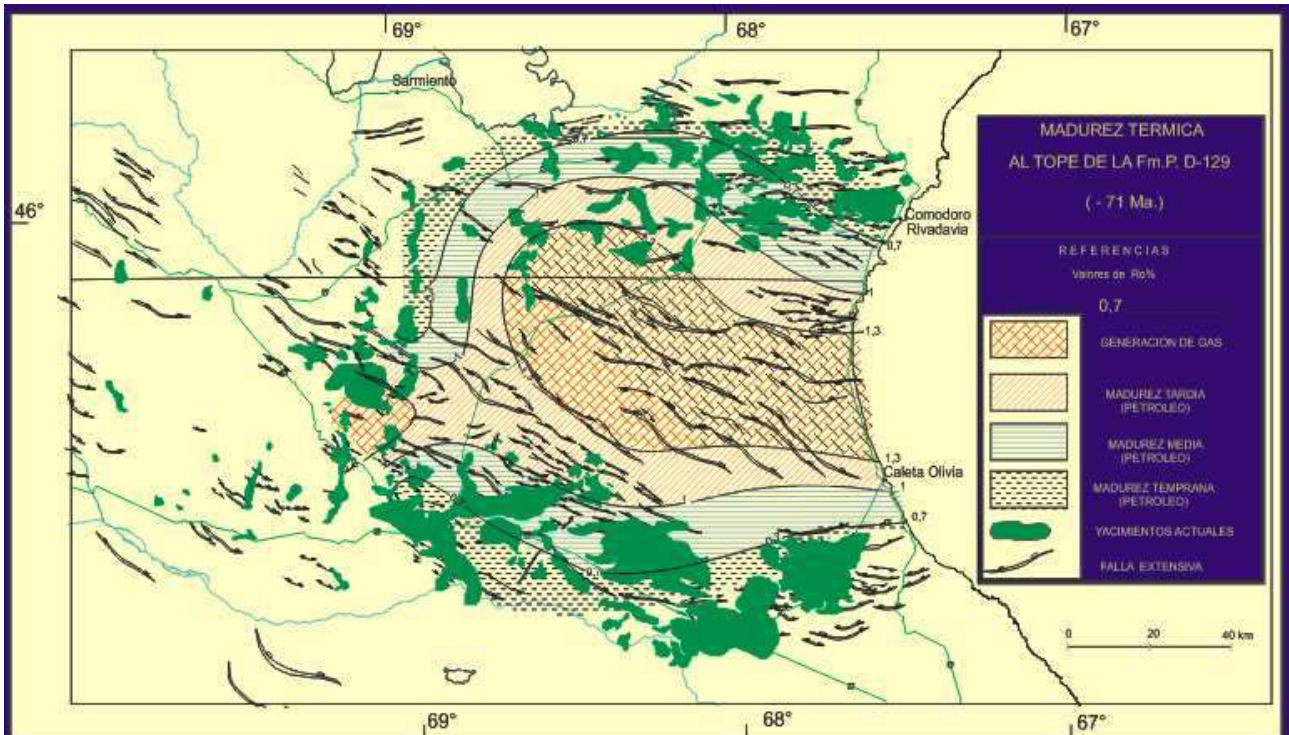 69°
68°
67°
Sarmiento
0,7
46°
Comodoro
Rivadavia
0,7
1
1,3
1
1,3
Caleta Olivia
1
1
0,7
MADUREZ TERMICA
AL TOPE DE LA Fm.P. D-129
( - 71 Ma.)
REFERENCIAS
Valores de Ro%
0,7
GENERACION DE GAS
MADUREZ TARDIA
(PETROLEO)
MADUREZ MEDIA
(PETROLEO)
MADUREZ TEMPRANA
(PETROLEO)
YACIMIENTOS ACTUALES
FALLA EXTENSIVA
0 20 40 km
69°
68°
67°